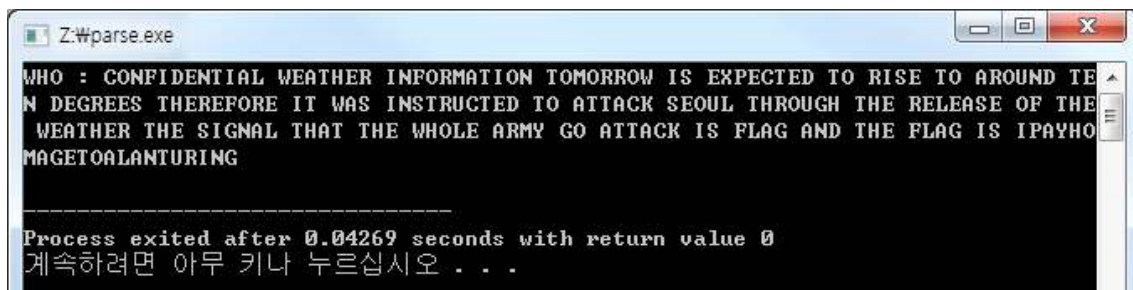 Z:₩parse.exe
WHO : CONFIDENTIAL WEATHER INFORMATION TOMORROW IS EXPECTED TO RISE TO AROUND TE
N DEGREES THEREFORE IT WAS INSTRUCTED TO ATTACK SEOUL THROUGH THE RELEASE OF THE
 WEATHER THE SIGNAL THAT THE WHOLE ARMY GO ATTACK IS FLAG AND THE FLAG IS IPAYHO
MAGETOALANTURING
--------------------------------
Process exited after 0.04269 seconds with return value 0
계속하려면 아무 키나 누르십시오 . . .